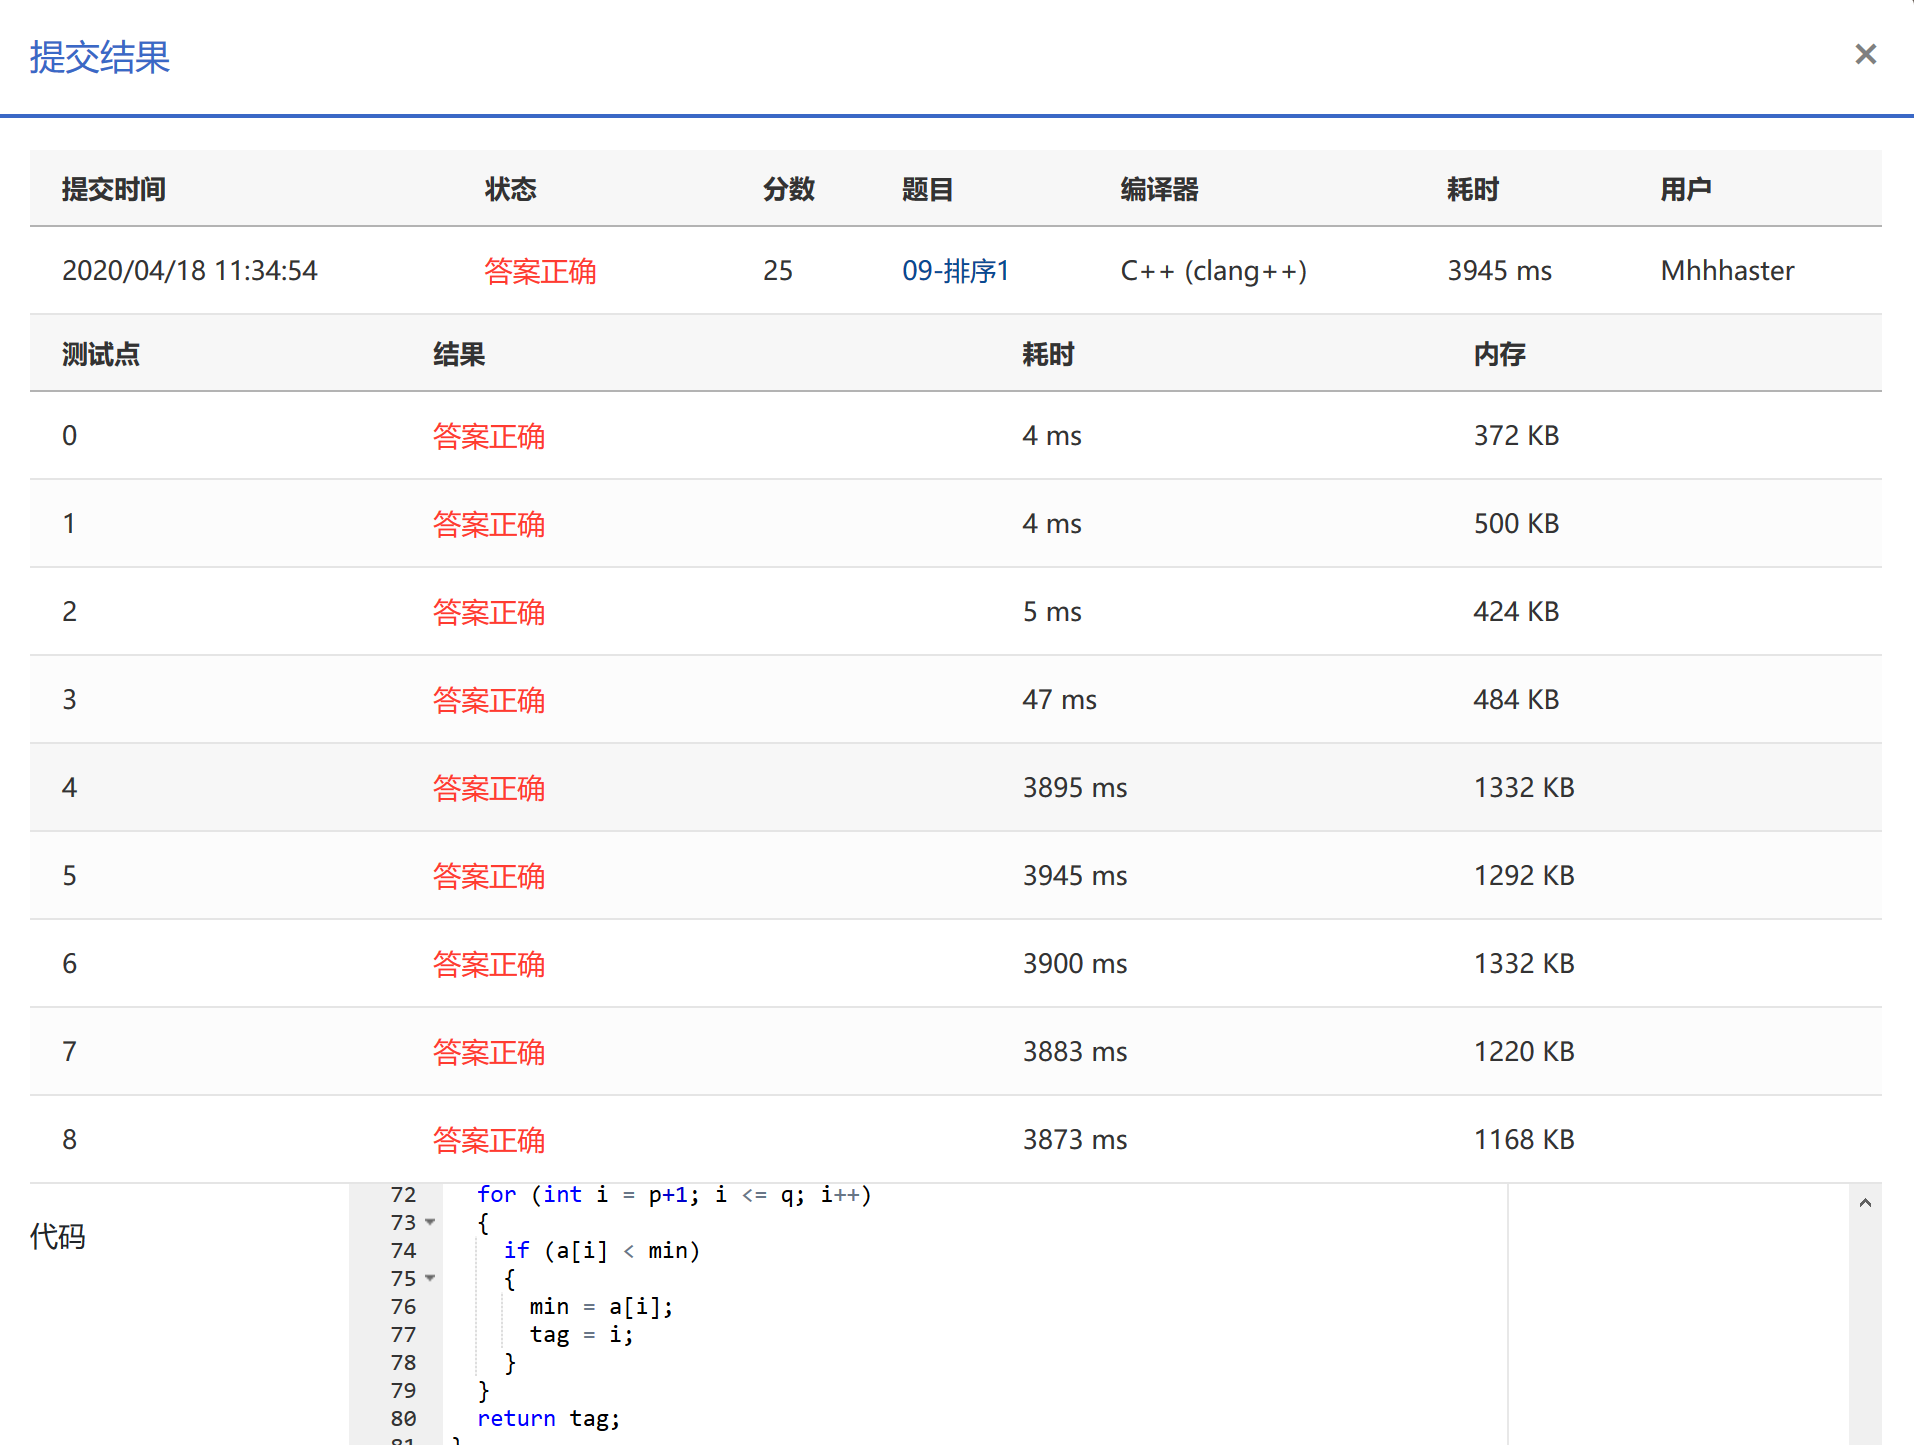 提交结果
×
提交时间 状态 分数 题目 编译器 耗时 用户
2020/04/18 11:34:54 答案正确 25 09-排序1 C++ (clang++) 3945 ms Mhhhaster
测试点 结果 耗时 内存
0 答案正确 4 ms 372 KB
1 答案正确 4 ms 500 KB
2 答案正确 5 ms 424 KB
3 答案正确 47 ms 484 KB
4 答案正确 3895 ms 1332 KB
5 答案正确 3945 ms 1292 KB
6 答案正确 3900 ms 1332 KB
7 答案正确 3883 ms 1220 KB
8 答案正确 3873 ms 1168 KB
代码
72 for (int i = p+1; i <= q; i++)
73 {
74 if (a[i] < min)
75 {
76 min = a[i];
77 tag = i;
78 }
79 }
80 return tag;
81 }